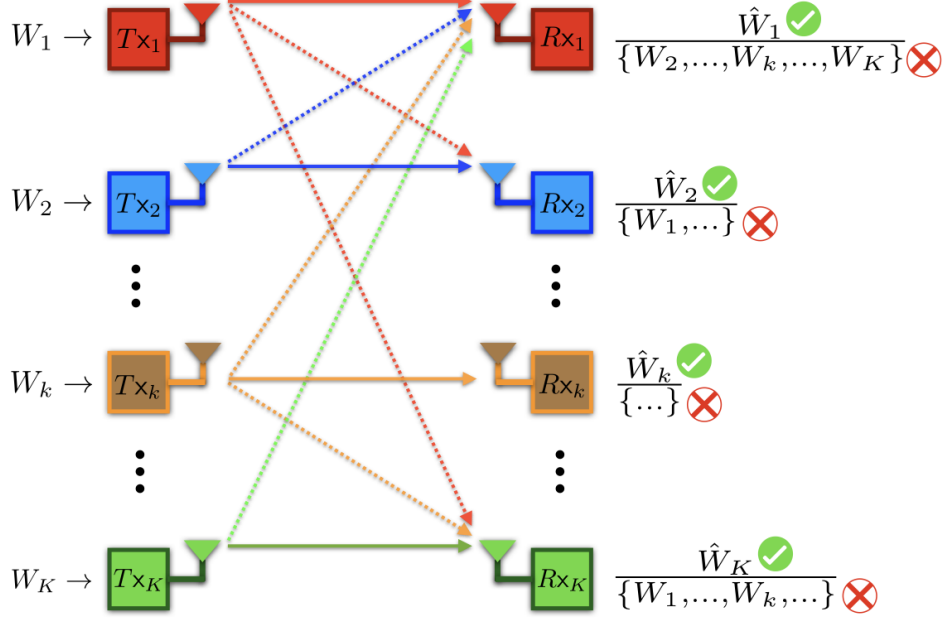 W₁ → Tx₁ Rx₁ Ŵ₁
{W₂,...,Wₖ,...,W_K}
W₂ → Tx₂ Rx₂ Ŵ₂
{W₁,...}
Wₖ → Txₖ Rxₖ Ŵₖ
{...}
W_K → Tx_K Rx_K Ŵ_K
{W₁,...,Wₖ,...}